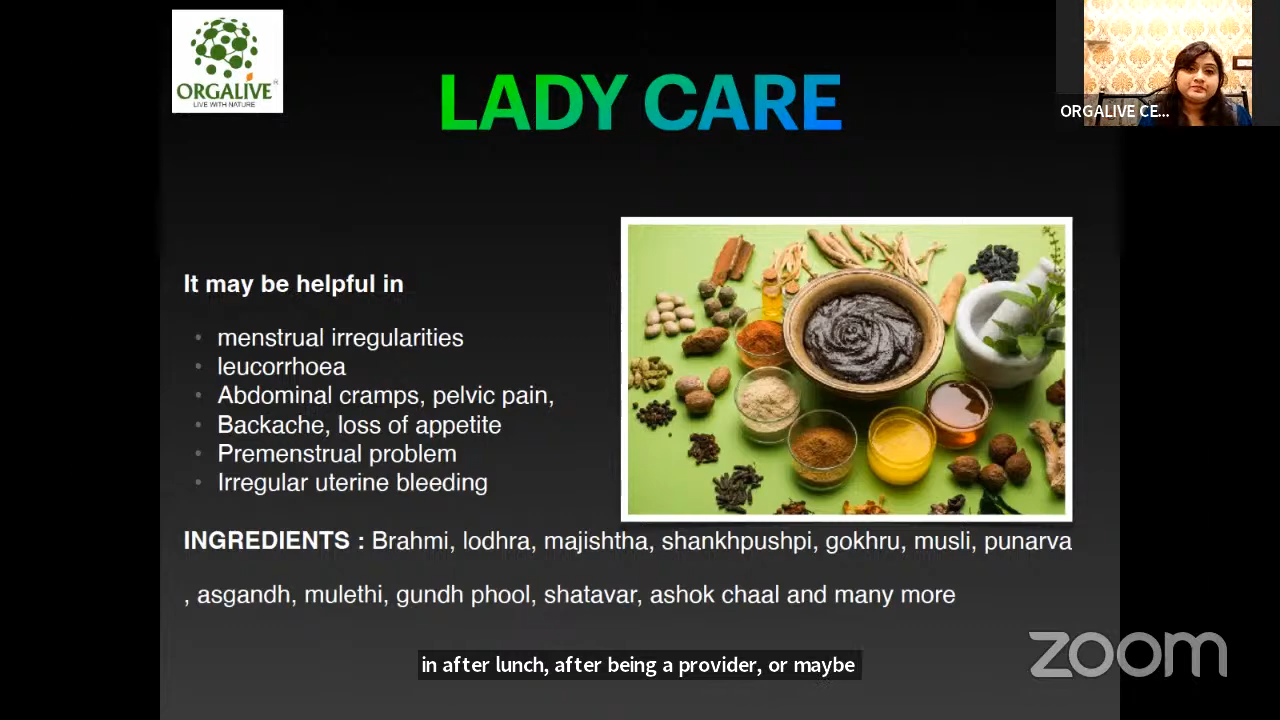 ORGALIVE
LIVE WITH NATURE
LADY CARE
ORGALIVE CE...
It may be helpful in
• menstrual irregularities
• leucorrhoea
• Abdominal cramps, pelvic pain,
• Backache, loss of appetite
• Premenstrual problem
• Irregular uterine bleeding
INGREDIENTS : Brahmi, lodhra, majishtha, shankhpushpi, gokhru, musli, punarva
, asgandh, mulethi, gundh phool, shatavar, ashok chaal and many more
in after lunch, after being a provider, or maybe
zoom